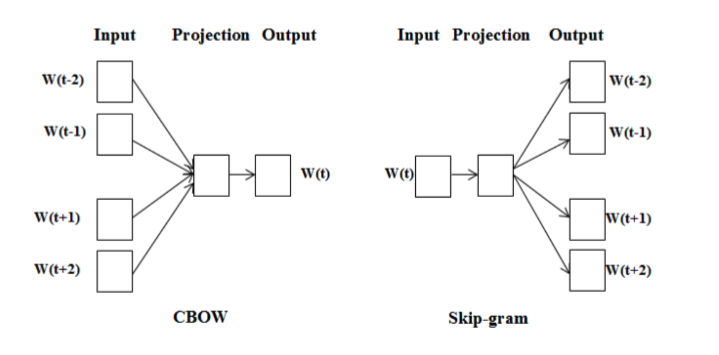 Input Projection Output
W(t-2)
W(t-1)
W(t)
W(t+1)
W(t+2)
CBOW
Input Projection Output
W(t-2)
W(t-1)
W(t)
W(t+1)
W(t+2)
Skip-gram